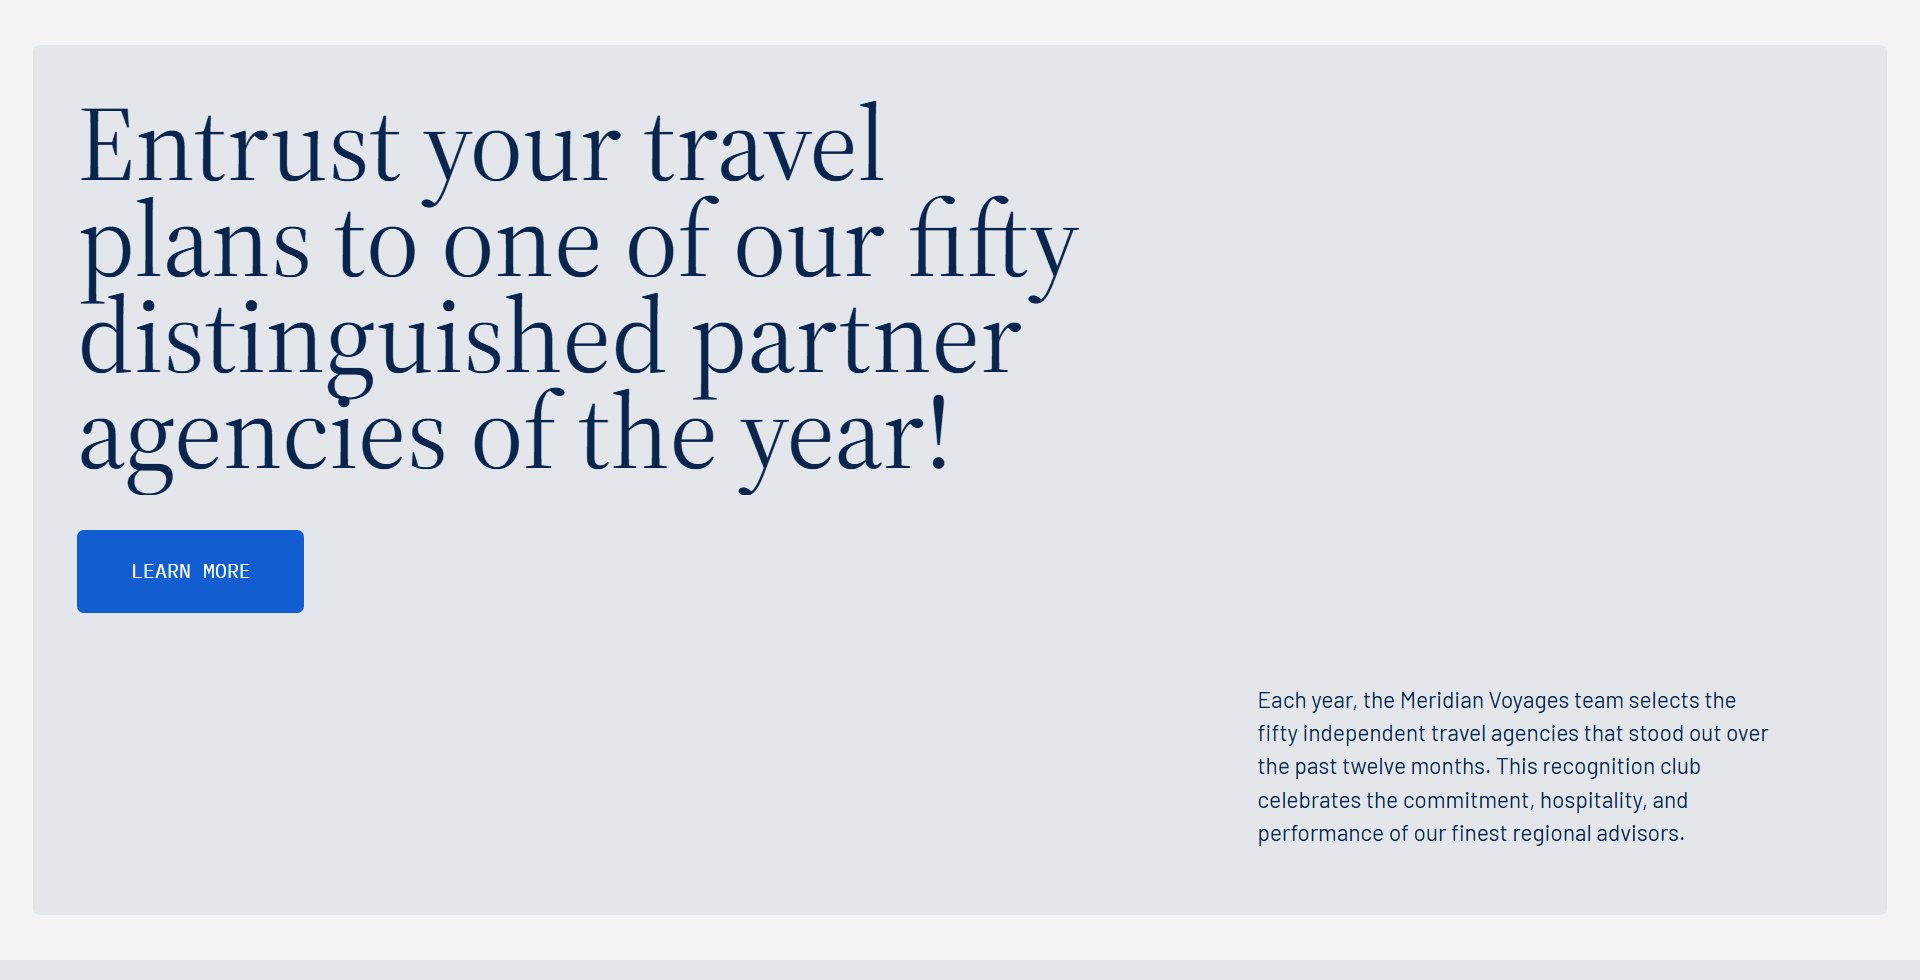 Entrust your travel
plans to one of our fifty
distinguished partner
agencies of the year!
LEARN MORE
Each year, the Meridian Voyages team selects the
fifty independent travel agencies that stood out over
the past twelve months. This recognition club
celebrates the commitment, hospitality, and
performance of our finest regional advisors.